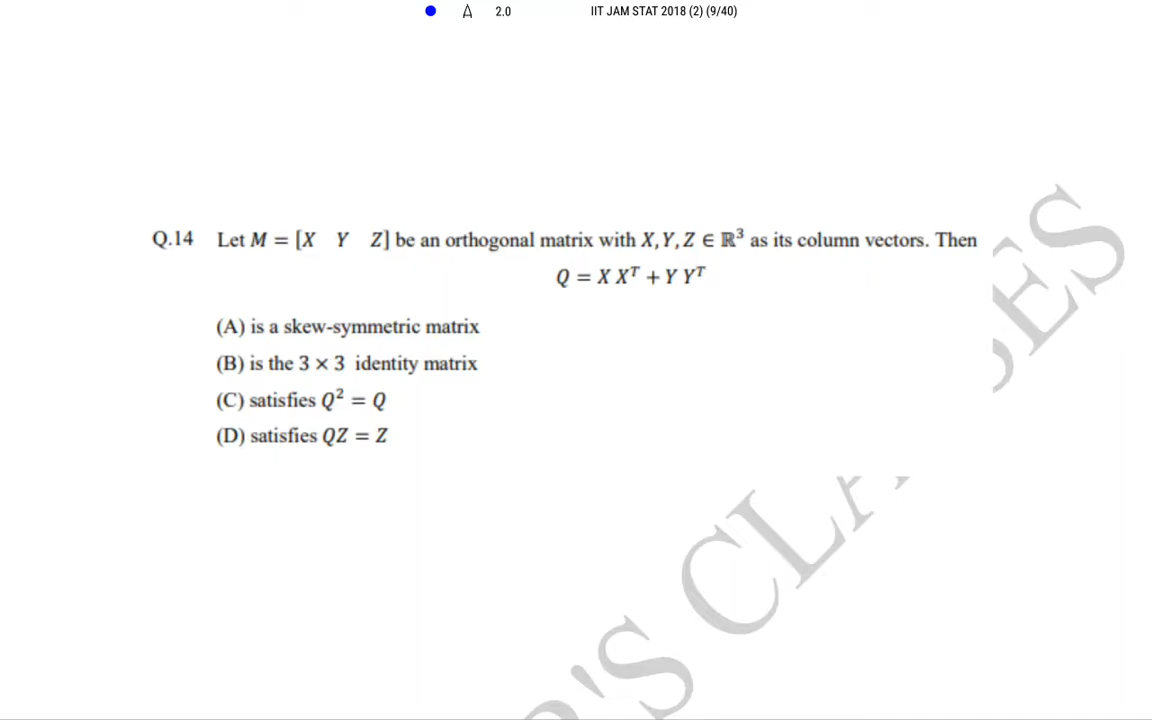 2.0 IIT JAM STAT 2018 (2) (9/40)
Q.14 Let M = [X Y Z] be an orthogonal matrix with X, Y, Z ∈ ℝ³ as its column vectors. Then
Q = X Xᵀ + Y Yᵀ
(A) is a skew-symmetric matrix
(B) is the 3 × 3 identity matrix
(C) satisfies Q² = Q
(D) satisfies QZ = Z
'S CLA